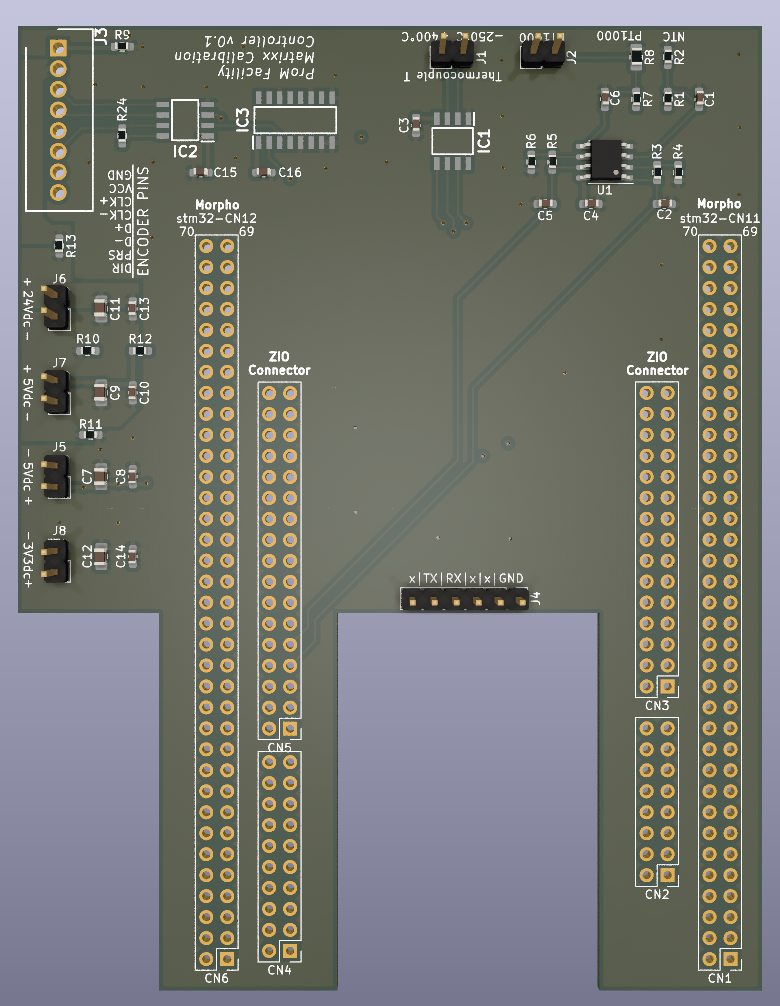 J3
R9
R24
ProM Facility
Matrixx Calibration
Controller v0.1
IC3
IC2
C15
C16
Thermocouple T
-250°C
+400°C
J1
J2
PT1000
NTC
R8
R2
C6
R7
R1
C1
C3
IC1
R6
R5
R3
R4
U1
C5
C4
C2
ENCODER PINS
GND
VCC
CLK+
CLK-
D+
D-
PRS
DIR
R13
Morpho
stm32-CN12
70
69
Morpho
stm32-CN11
70
69
J6
+ 24Vdc -
C11
C13
R10
R12
J7
+ 5Vdc -
C9
C10
R11
J5
- 5Vdc +
C7
C8
J8
- 3V3dc+
C12
C14
ZIO
Connector
ZIO
Connector
x|TX|RX|x|x|GND
J4
CN5
CN3
CN2
CN4
CN6
CN1